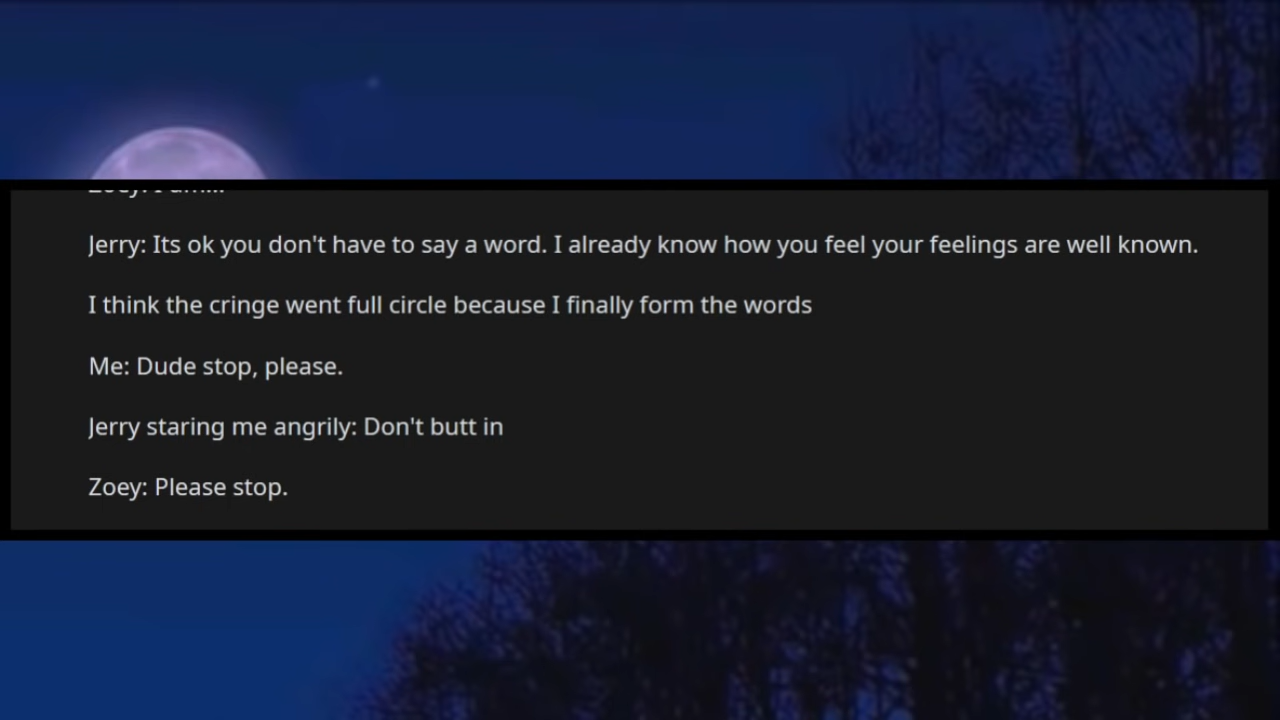 Zoey: I am...
Jerry: Its ok you don't have to say a word. I already know how you feel your feelings are well known.
I think the cringe went full circle because I finally form the words
Me: Dude stop, please.
Jerry staring me angrily: Don't butt in
Zoey: Please stop.